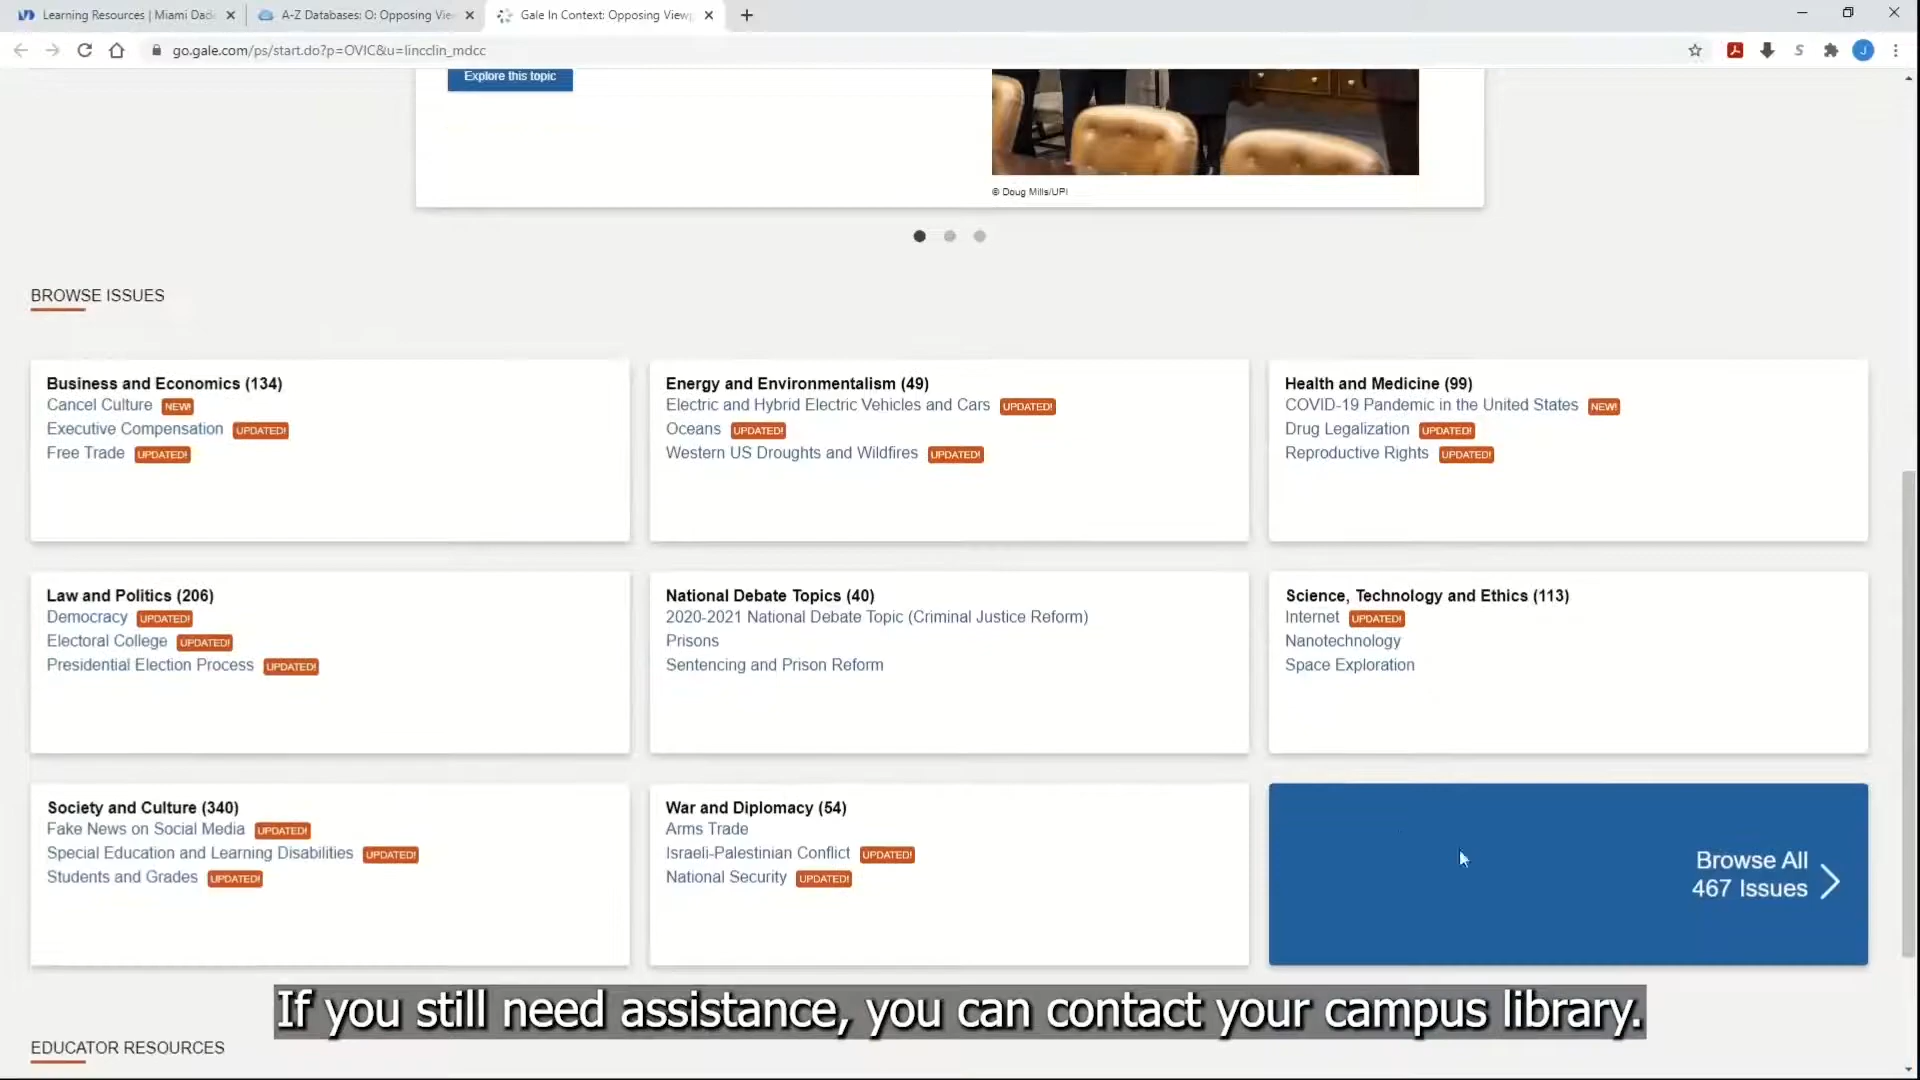 Learning Resources | Miami Dad
A-Z Databases: O: Opposing Vie
Gale In Context: Opposing View
go.gale.com/ps/start.do?p=OVIC&u=lincclin_mdcc
S
J
Explore this topic
© Doug Mills/UPI
BROWSE ISSUES
Business and Economics (134)
Cancel Culture NEW!
Executive Compensation UPDATED!
Free Trade UPDATED!
Energy and Environmentalism (49)
Electric and Hybrid Electric Vehicles and Cars UPDATED!
Oceans UPDATED!
Western US Droughts and Wildfires UPDATED!
Health and Medicine (99)
COVID-19 Pandemic in the United States NEW!
Drug Legalization UPDATED!
Reproductive Rights UPDATED!
Law and Politics (206)
Democracy UPDATED!
Electoral College UPDATED!
Presidential Election Process UPDATED!
National Debate Topics (40)
2020-2021 National Debate Topic (Criminal Justice Reform)
Prisons
Sentencing and Prison Reform
Science, Technology and Ethics (113)
Internet UPDATED!
Nanotechnology
Space Exploration
Society and Culture (340)
Fake News on Social Media UPDATED!
Special Education and Learning Disabilities UPDATED!
Students and Grades UPDATED!
War and Diplomacy (54)
Arms Trade
Israeli-Palestinian Conflict UPDATED!
National Security UPDATED!
Browse All
467 Issues
If you still need assistance, you can contact your campus library.
EDUCATOR RESOURCES